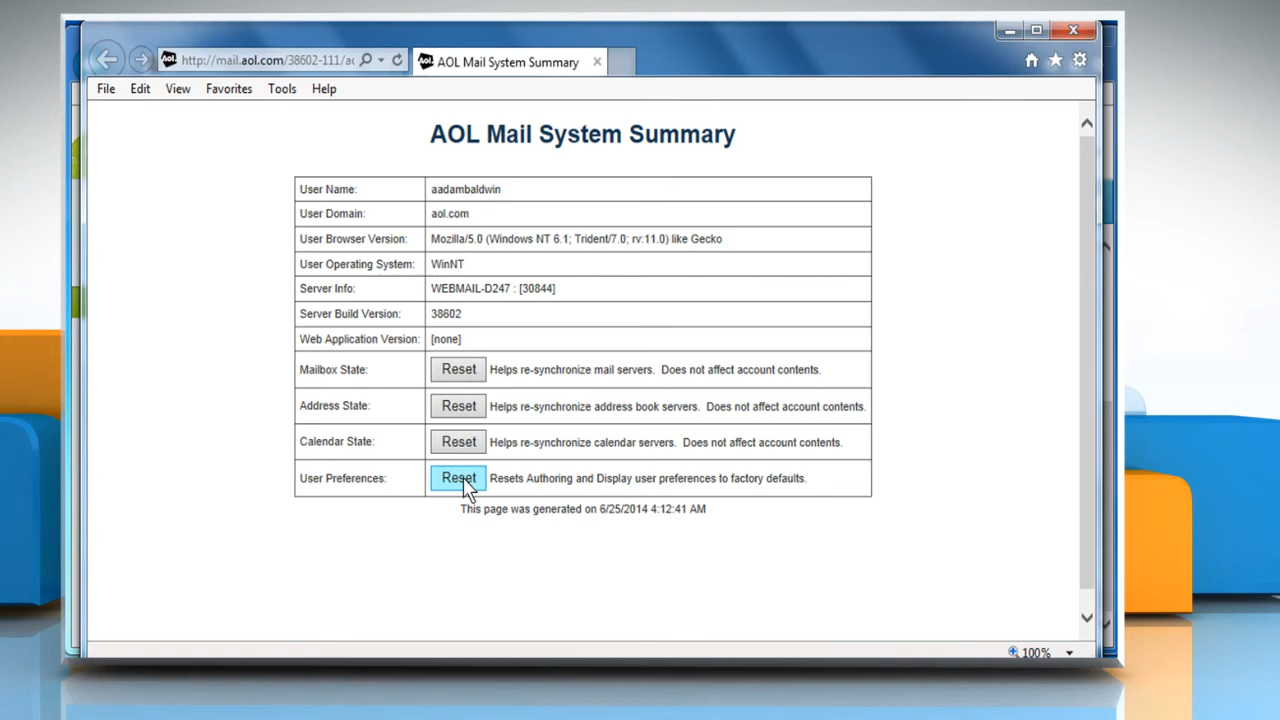 Aol. http://mail.aol.com/38602-111/ac
Aol. AOL Mail System Summary
File Edit View Favorites Tools Help
AOL Mail System Summary
User Name: aadambaldwin
User Domain: aol.com
User Browser Version: Mozilla/5.0 (Windows NT 6.1; Trident/7.0; rv:11.0) like Gecko
User Operating System: WinNT
Server Info: WEBMAIL-D247 : [30844]
Server Build Version: 38602
Web Application Version: [none]
Mailbox State: Reset Helps re-synchronize mail servers. Does not affect account contents.
Address State: Reset Helps re-synchronize address book servers. Does not affect account contents.
Calendar State: Reset Helps re-synchronize calendar servers. Does not affect account contents.
User Preferences: Reset Resets Authoring and Display user preferences to factory defaults.
This page was generated on 6/25/2014 4:12:41 AM
100%